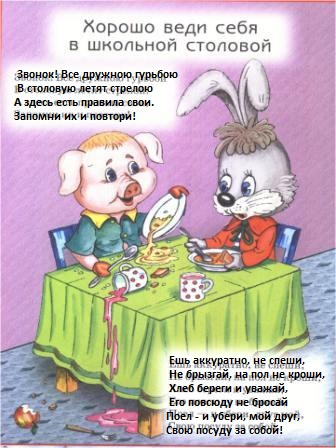 Хорошо веди себя
в школьной столовой
Звонок! Все дружною гурьбою
В столовую летят стрелою
А здесь есть правила свои.
Запомни их и повтори!
Ешь аккуратно, не спеши,
Не брызгай, на пол не кроши,
Хлеб береги и уважай,
Его повсюду не бросай
Поел - и убери, мой друг,
Свою посуду за собой!